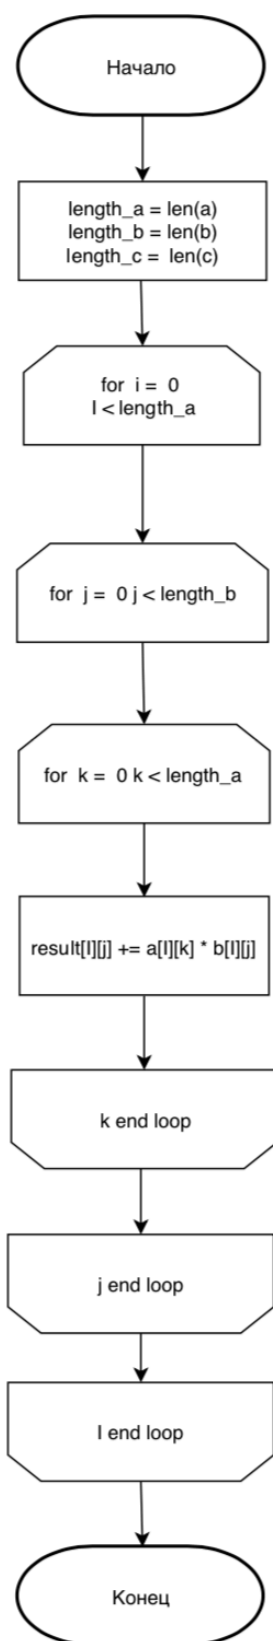 Начало
length_a = len(a)
length_b = len(b)
length_c = len(c)
for i = 0
I < length_a
for j = 0 j < length_b
for k = 0 k < length_a
result[I][j] += a[I][k] * b[I][j]
k end loop
j end loop
I end loop
Конец